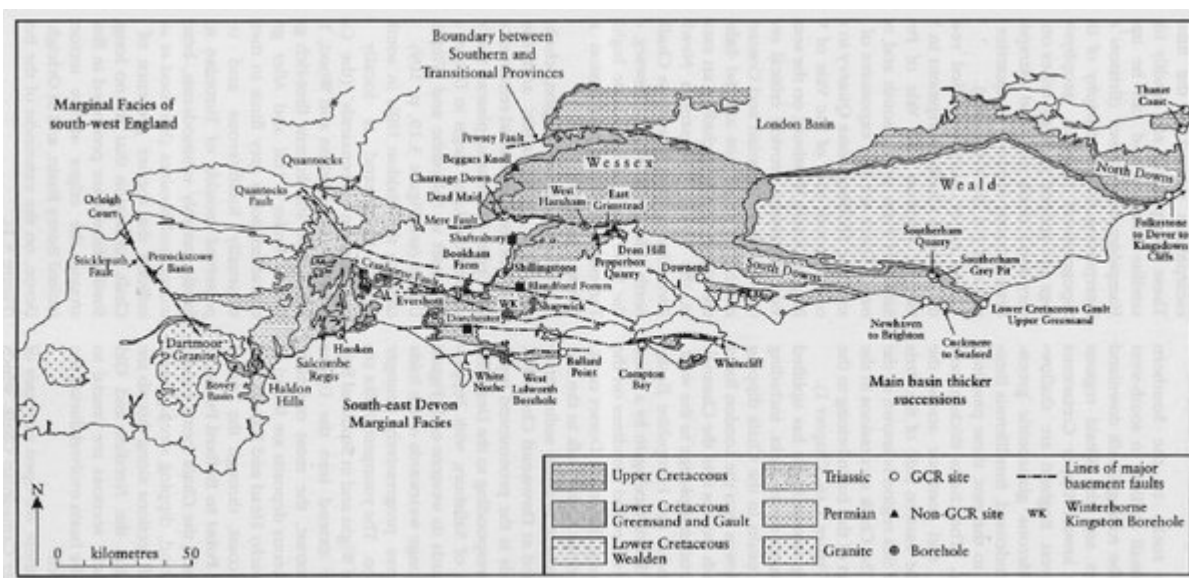 Boundary between
Southern and
Transitional Provinces
Marginal Facies of
south-west England
Thanet
Coast
London Basin
Pewsey Fault
Wessex
Beggars Knoll
Charnage Down
Dead Maid
Mere Fault
Shaftesbury
Bookham
Farm
West
Harnham
East
Grimstead
Quantocks
Quantocks
Fault
Orleigh
Court
Sticklepath
Fault
Petrockstowe
Basin
North Downs
Weald
Folkestone
to Dover to
Kingsdown
Cliffs
Southerham
Quarry
Southerham
Grey Pit
Dean Hill
Pepperbox
Quarry
Downend
South Downs
Shillingstone
Blandford Forum
Shapwick
Evershot
WK
Dorchester
Lower Cretaceous Gault
Upper Greensand
Newhaven
to Brighton
Cuckmere
to Seaford
Dartmoor
Granite
Bovey
Basin
Haldon
Hills
Salcombe
Regis
Hooken
White
Nothe
West
Lulworth
Borehole
Ballard
Point
Compton
Bay
Whitecliff
Main basin thicker
successions
South-east Devon
Marginal Facies
N
0 kilometres 50
Upper Cretaceous
Lower Cretaceous
Greensand and Gault
Lower Cretaceous
Wealden
Triassic
Permian
Granite
GCR site
Non-GCR site
Borehole
Lines of major
basement faults
WK Winterborne
Kingston Borehole